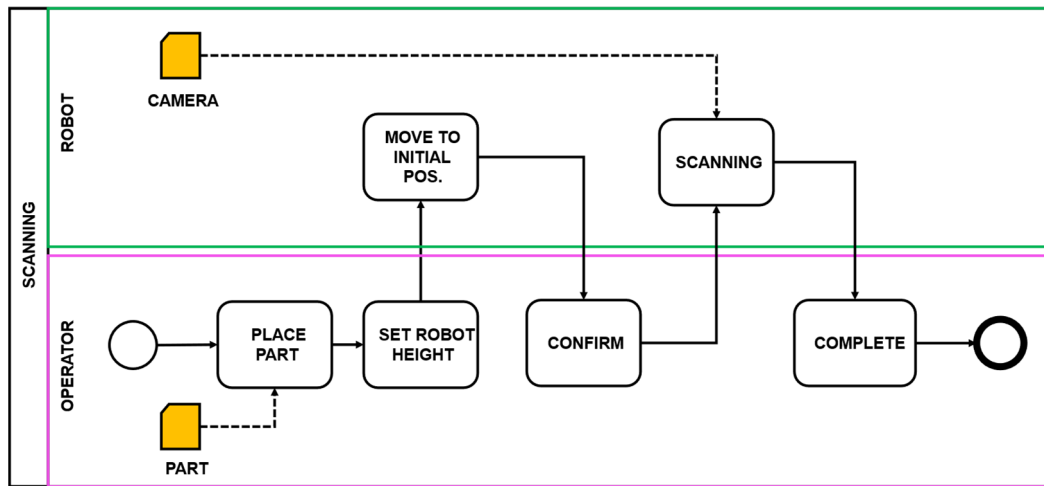 SCANNING
ROBOT
CAMERA
MOVE TO
INITIAL
POS.
SCANNING
OPERATOR
PLACE
PART
SET ROBOT
HEIGHT
CONFIRM
COMPLETE
PART